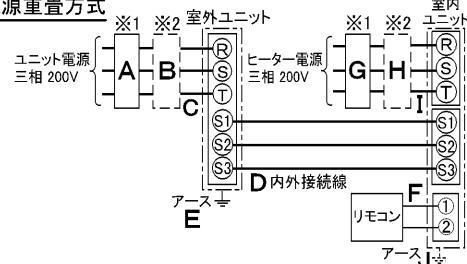 源重畳方式
※1 ※2 室外ユニット
※1 ※2 室内
ユニット
ユニット電源
三相 200V
A B C
R
S
T
ヒーター電源
三相 200V
G H I
R
S
T
S1
S2
S3
S1
S2
S3
D 内外接続線
アース
E
リモコン
F
①
②
アース J